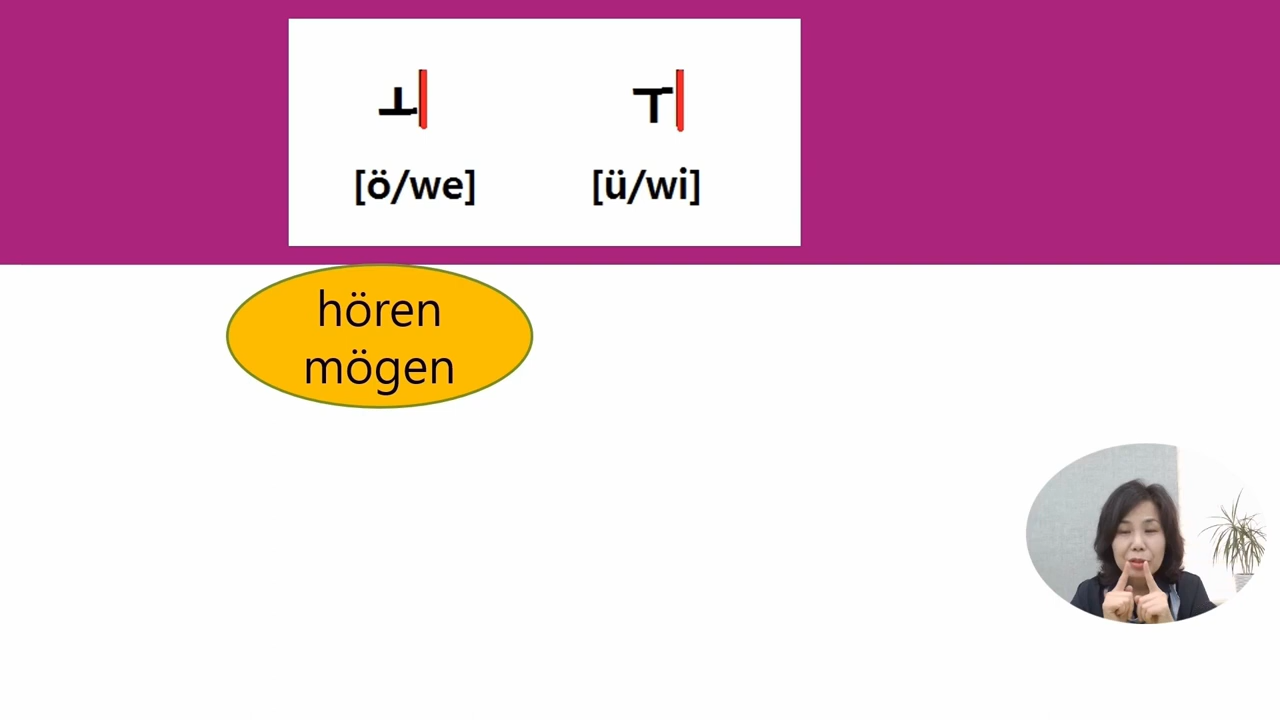 ㅚ ㅟ
[ö/we] [ü/wi]
hören
mögen